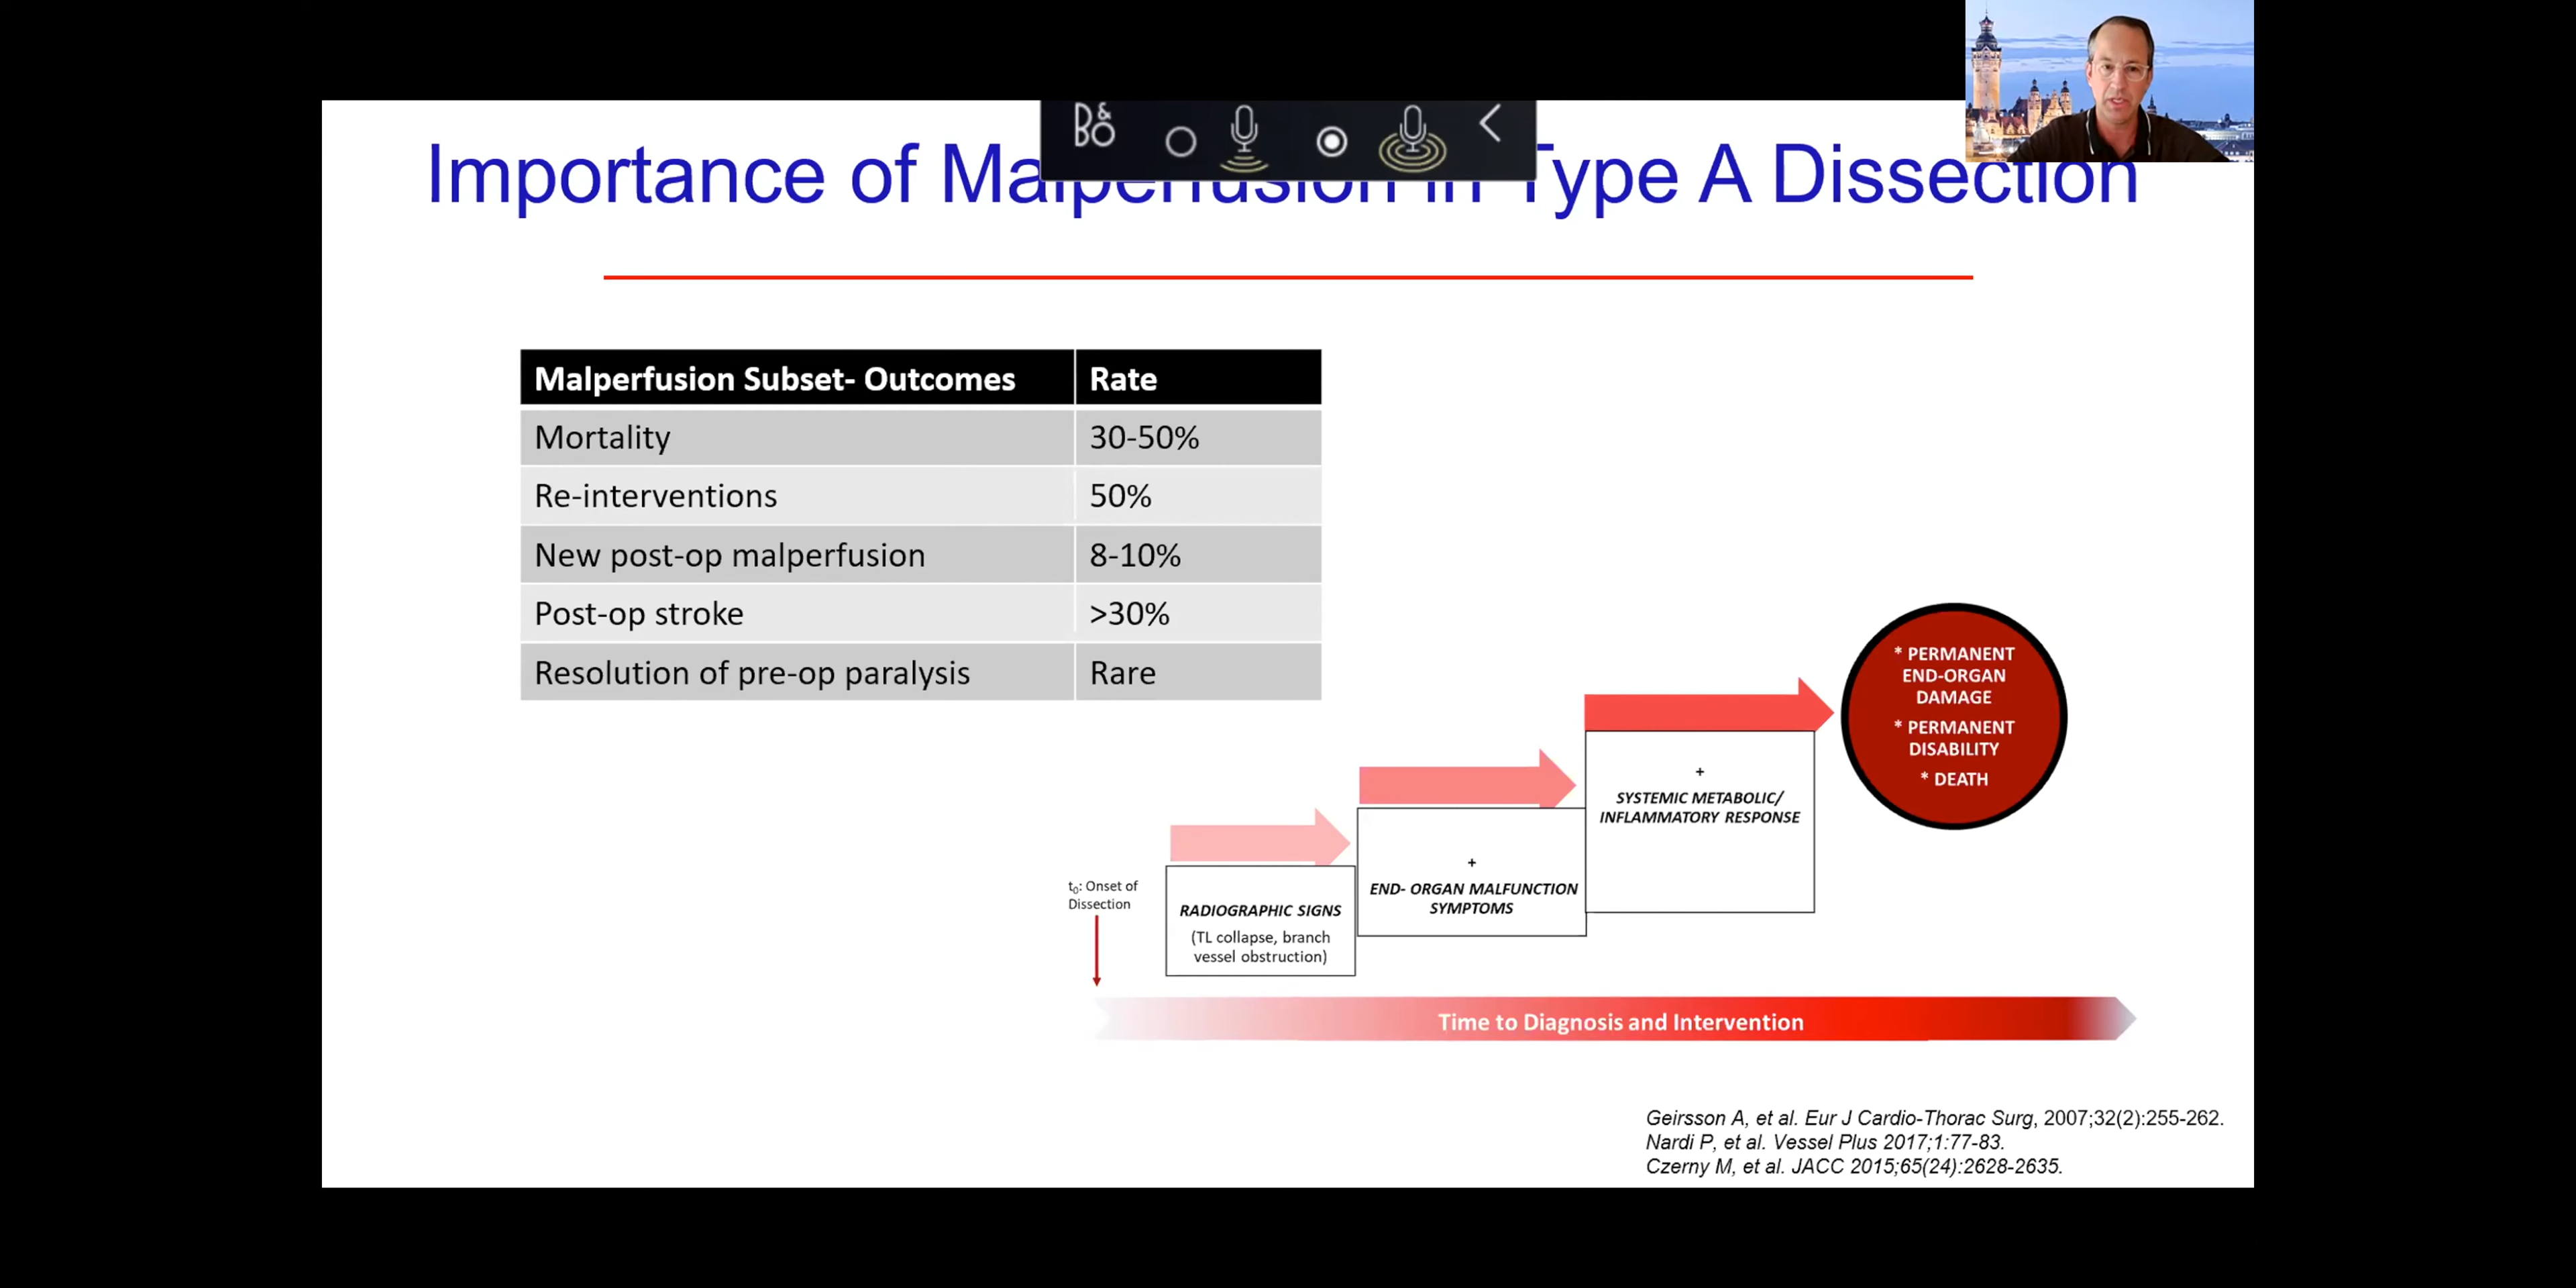 B&O
Importance of Malperfusion in Type A Dissection
Malperfusion Subset- Outcomes Rate
Mortality 30-50%
Re-interventions 50%
New post-op malperfusion 8-10%
Post-op stroke >30%
Resolution of pre-op paralysis Rare
* PERMANENT
END-ORGAN
DAMAGE
* PERMANENT
DISABILITY
* DEATH
+
SYSTEMIC METABOLIC/
INFLAMMATORY RESPONSE
+
END- ORGAN MALFUNCTION
SYMPTOMS
t₀: Onset of
Dissection
RADIOGRAPHIC SIGNS
(TL collapse, branch
vessel obstruction)
Time to Diagnosis and Intervention
Geirsson A, et al. Eur J Cardio-Thorac Surg, 2007;32(2):255-262.
Nardi P, et al. Vessel Plus 2017;1:77-83.
Czerny M, et al. JACC 2015;65(24):2628-2635.